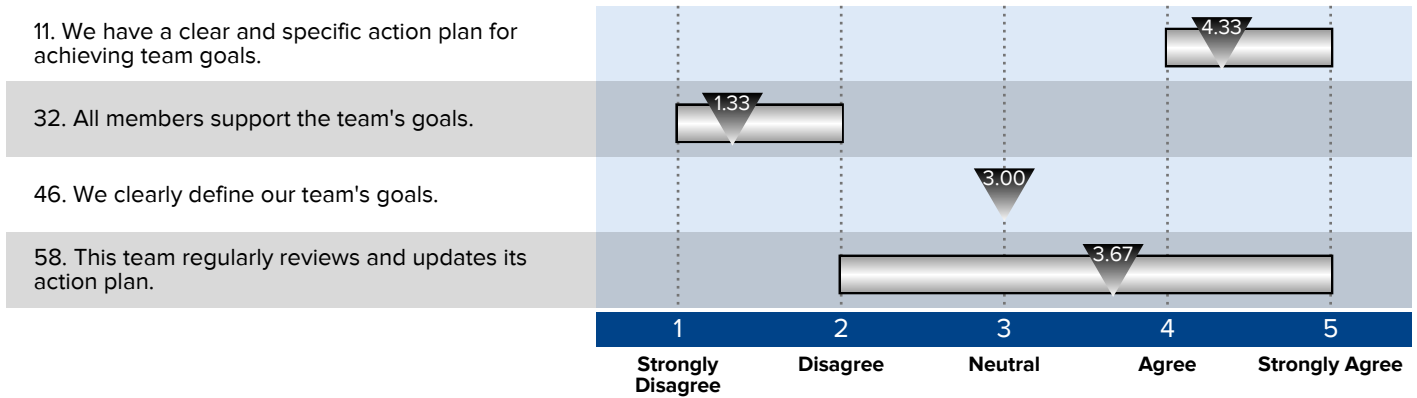 11. We have a clear and specific action plan for
achieving team goals.
4.33
32. All members support the team's goals.
1.33
46. We clearly define our team's goals.
3.00
58. This team regularly reviews and updates its
action plan.
3.67
1 2 3 4 5
Strongly Disagree Neutral Agree Strongly Agree
Disagree